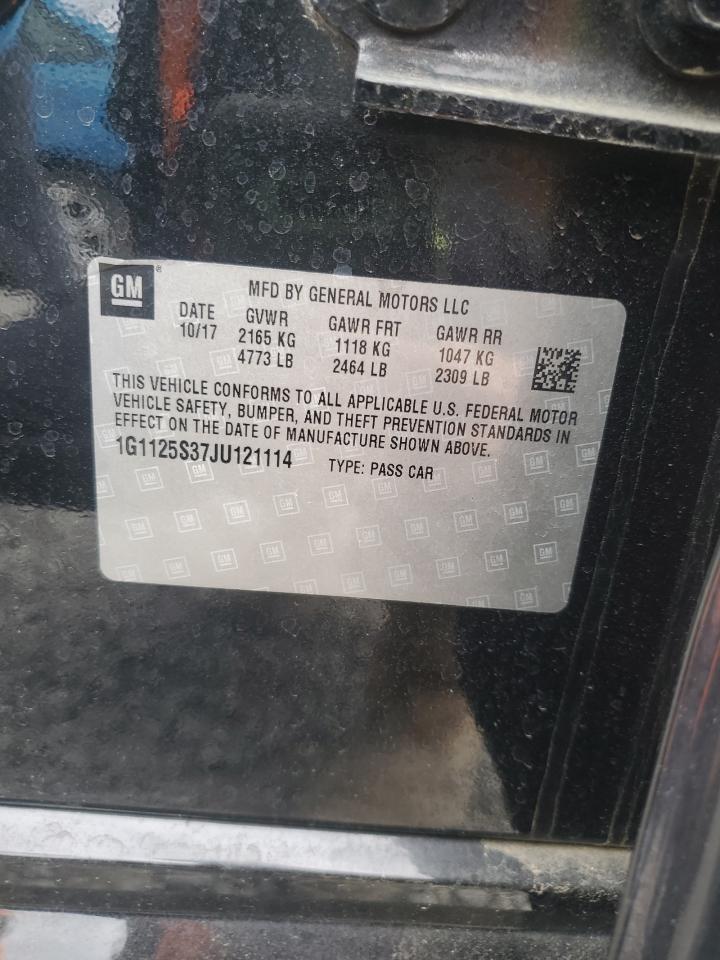 GM ®
MFD BY GENERAL MOTORS LLC
DATE GVWR GAWR FRT GAWR RR
10/17 2165 KG 1118 KG 1047 KG
4773 LB 2464 LB 2309 LB
THIS VEHICLE CONFORMS TO ALL APPLICABLE U.S. FEDERAL MOTOR
VEHICLE SAFETY, BUMPER, AND THEFT PREVENTION STANDARDS IN
EFFECT ON THE DATE OF MANUFACTURE SHOWN ABOVE.
1G1125S37JU121114 TYPE: PASS CAR